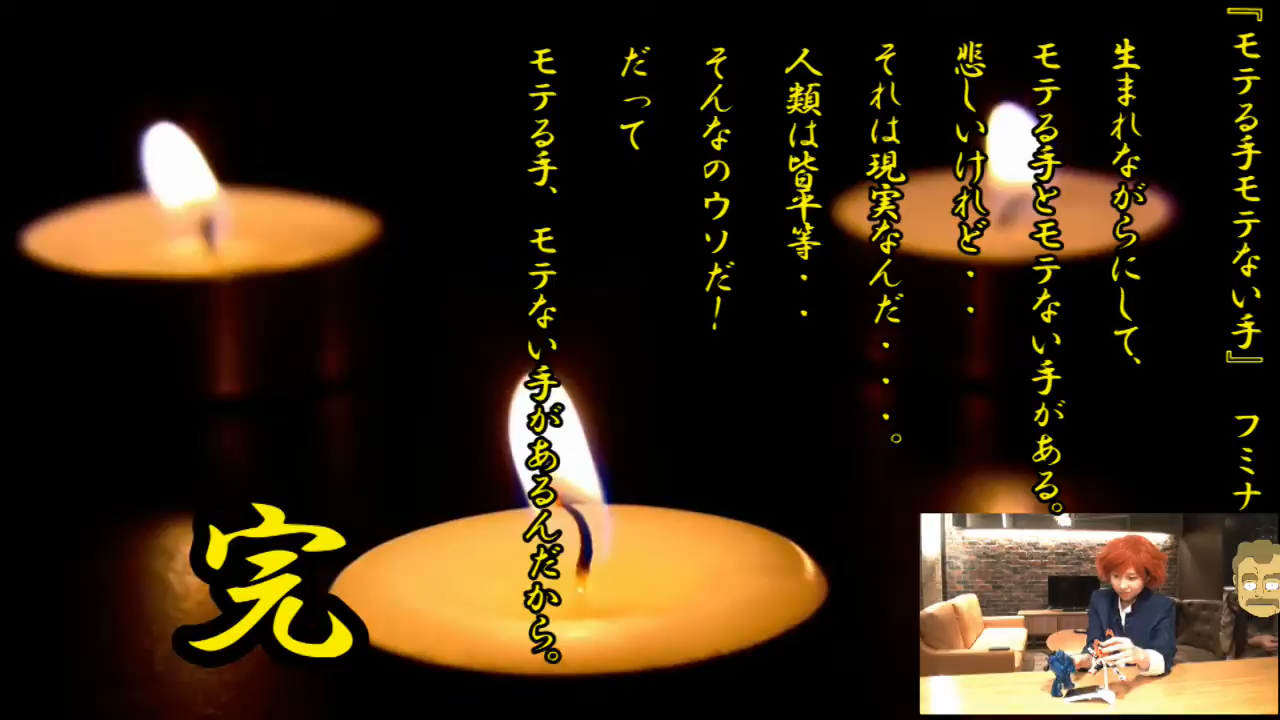 『モテる手モテない手』 フミナ
生まれながらにして、
モテる手とモテない手がある。
悲しいけれど・・
それは現実なんだ・・・・。
人類は皆平等・・
そんなのウソだ！
だって
モテる手、モテない手があるんだから。
完